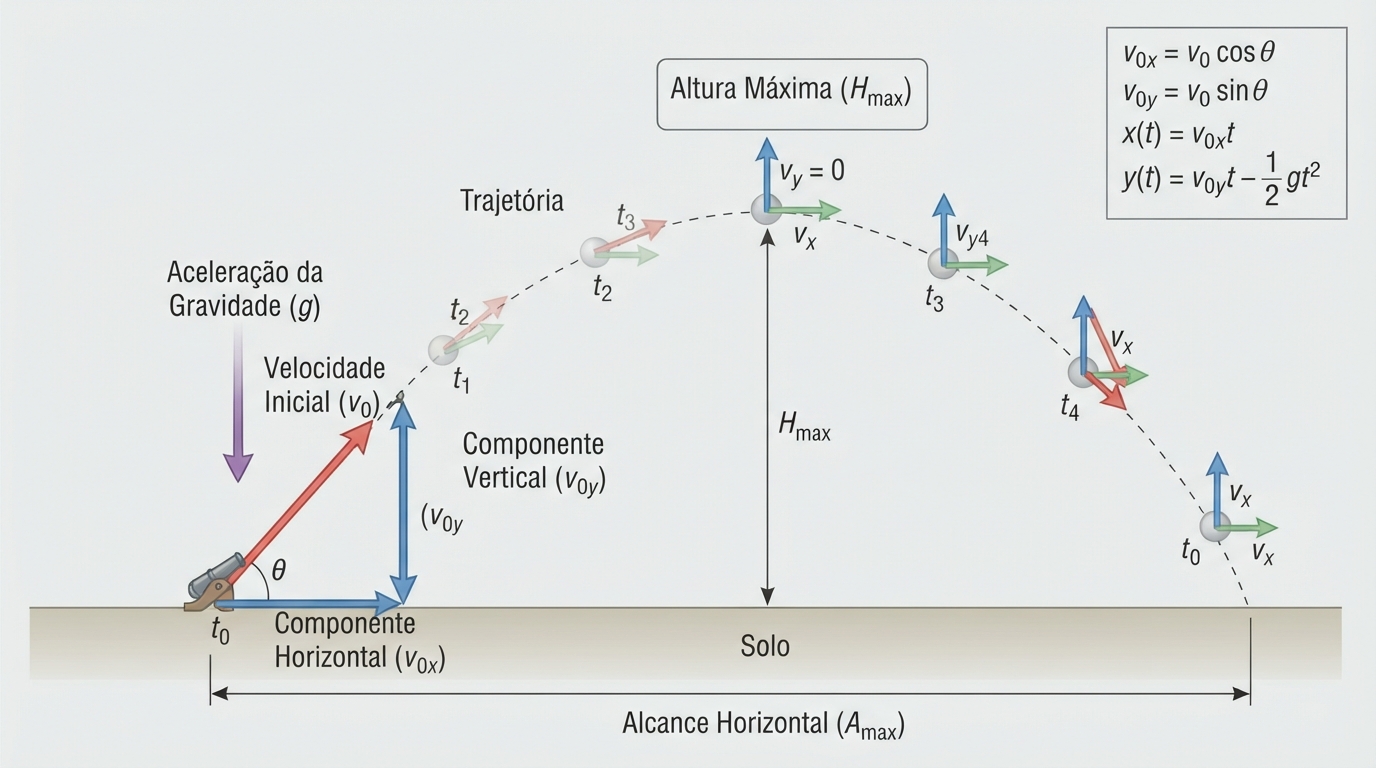 v₀ₓ = v₀ cos θ
v₀y = v₀ sin θ
x(t) = v₀ₓt
y(t) = v₀yt – 1/2 gt²
Altura Máxima (Hmax)
vy = 0
vx
Trajetória
t₃
t₂
vy4
t₃
Aceleração da
Gravidade (g)
t₂
t₁
vx
t₄
Velocidade
Inicial (v₀)
Hmax
Componente
Vertical (v₀y)
(v₀y
vx
t₀
vx
θ
t₀
Componente
Horizontal (v₀ₓ)
Solo
Alcance Horizontal (Amax)